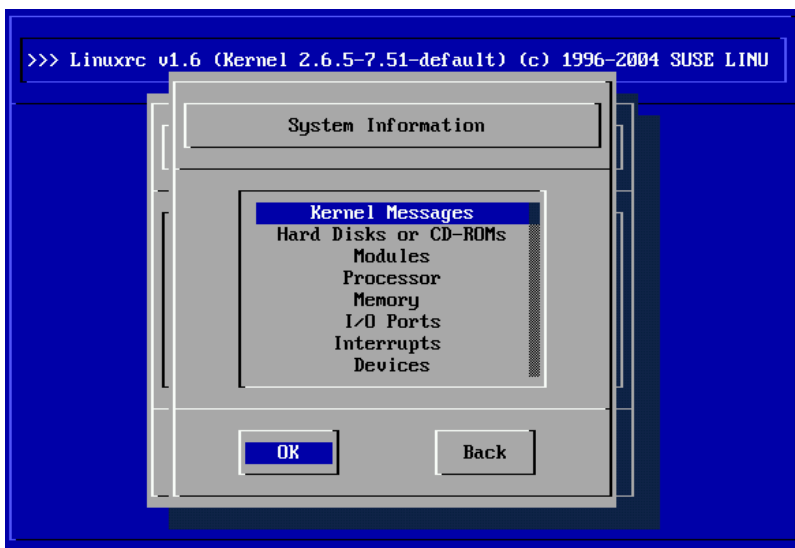 >>> Linuxrc v1.6 (Kernel 2.6.5-7.51-default) (c) 1996-2004 SUSE LINU
System Information
Kernel Messages
Hard Disks or CD-ROMs
Modules
Processor
Memory
I/O Ports
Interrupts
Devices
OK Back